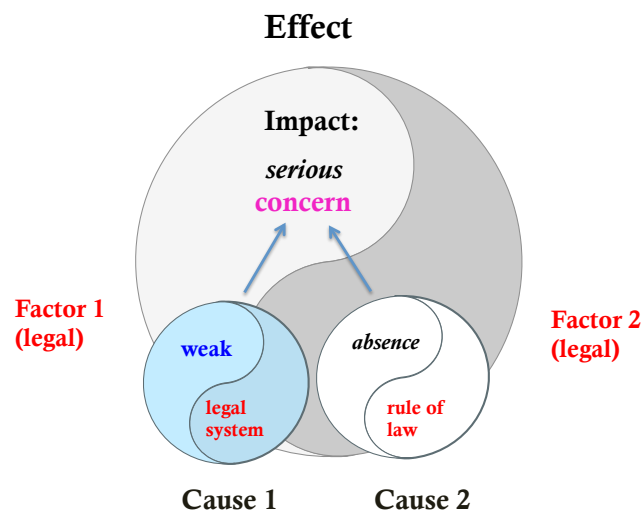 Effect
Impact:
serious
concern
Factor 1
(legal)
Factor 2
(legal)
weak
absence
legal
system
rule of
law
Cause 1
Cause 2